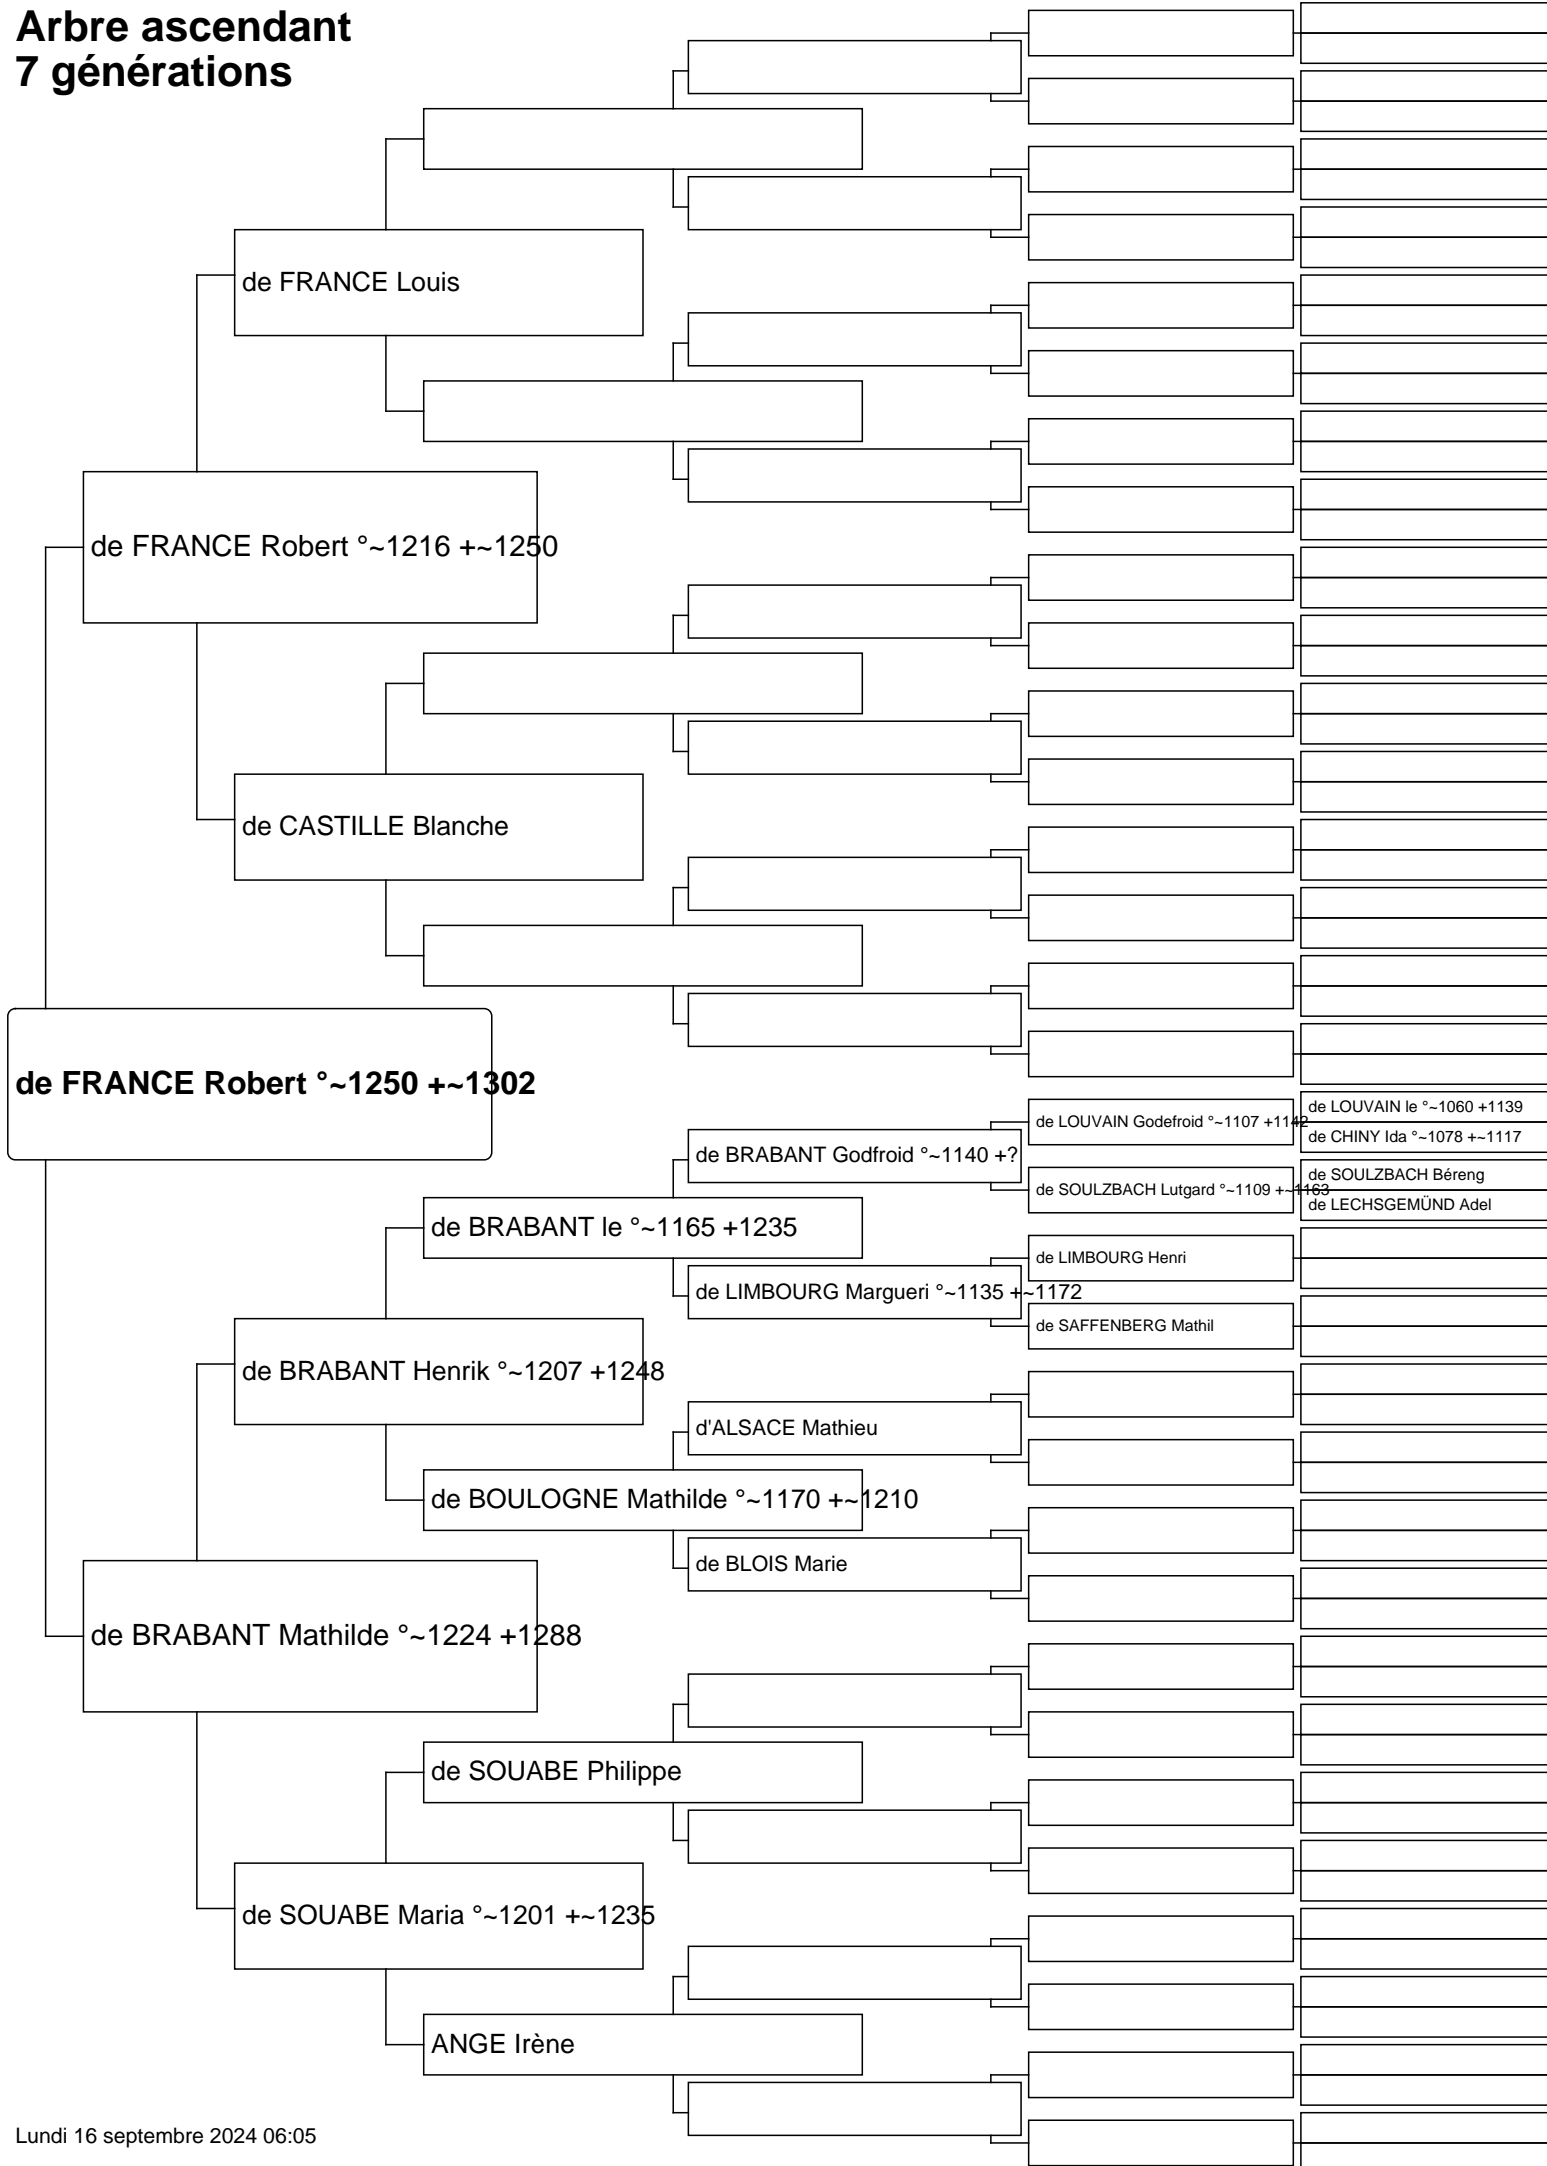 Arbre ascendant
7 générations
de FRANCE Louis
de FRANCE Robert °~1216 +~1250
de CASTILLE Blanche
de FRANCE Robert °~1250 +~1302
de LOUVAIN le °~1060 +1139
de LOUVAIN Godefroid °~1107 +1142
de CHINY Ida °~1078 +~1117
de BRABANT Godfroid °~1140 +?
de SOULZBACH Béreng
de SOULZBACH Lutgard °~1109 +~1163
de LECHSGEMÜND Adel
de BRABANT le °~1165 +1235
de LIMBOURG Henri
de LIMBOURG Margueri °~1135 +~1172
de SAFFENBERG Mathil
de BRABANT Henrik °~1207 +1248
d'ALSACE Mathieu
de BOULOGNE Mathilde °~1170 +~1210
de BLOIS Marie
de BRABANT Mathilde °~1224 +1288
de SOUABE Philippe
de SOUABE Maria °~1201 +~1235
ANGE Irène
Lundi 16 septembre 2024 06:05